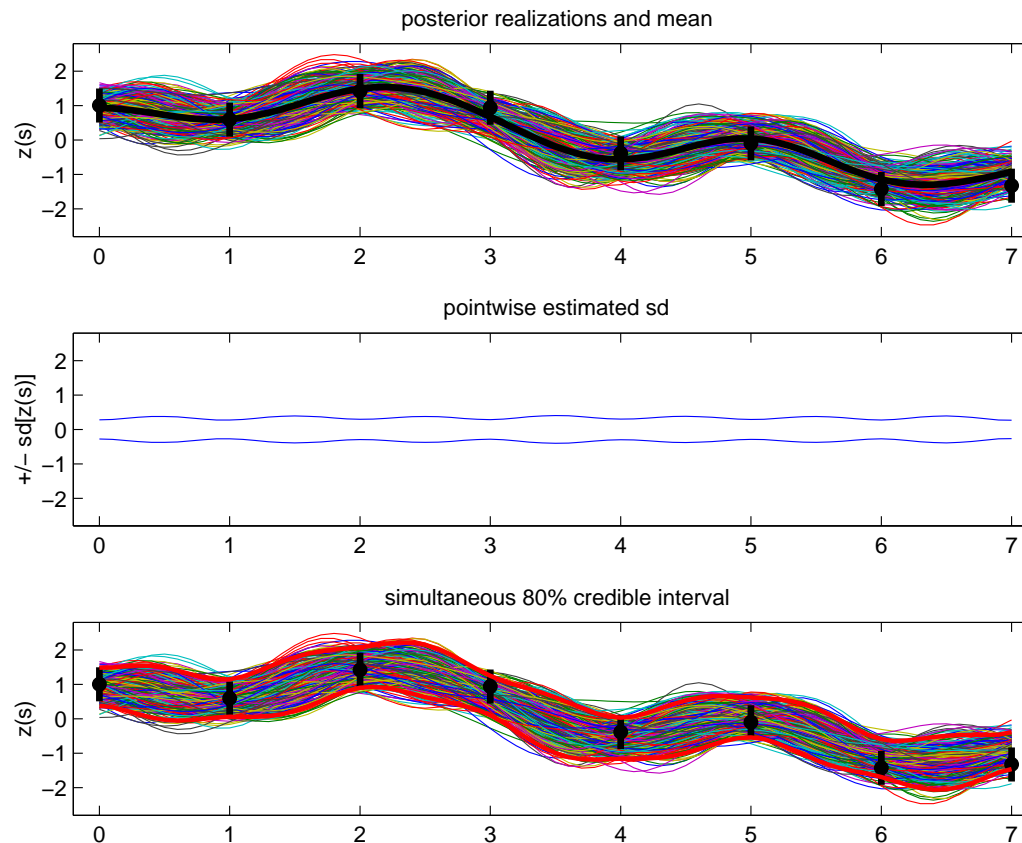 posterior realizations and mean
z(s)
2
1
0
−1
−2
0 1 2 3 4 5 6 7
pointwise estimated sd
+/− sd[z(s)]
2
1
0
−1
−2
0 1 2 3 4 5 6 7
simultaneous 80% credible interval
z(s)
2
1
0
−1
−2
0 1 2 3 4 5 6 7